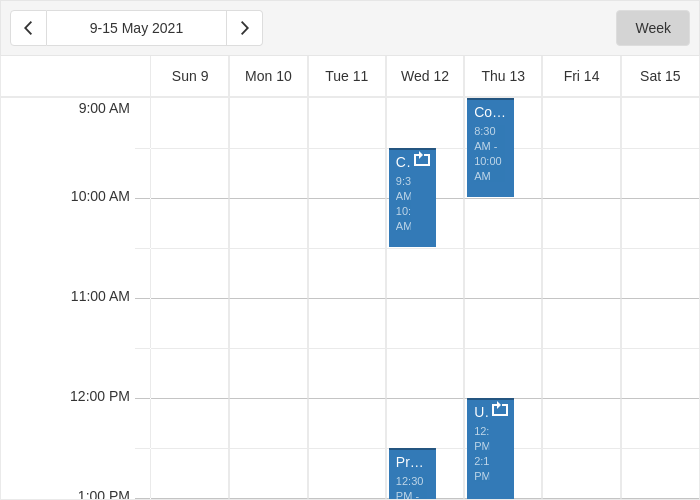 9-15 May 2021
Week
Sun 9
Mon 10
Tue 11
Wed 12
Thu 13
Fri 14
Sat 15
9:00 AM
10:00 AM
11:00 AM
12:00 PM
1:00 PM
C.
9:3
AM
10:
AM
Pr...
12:30
PM -
Co...
8:30
AM -
10:00
AM
U.
12:
PM
2:1
PM